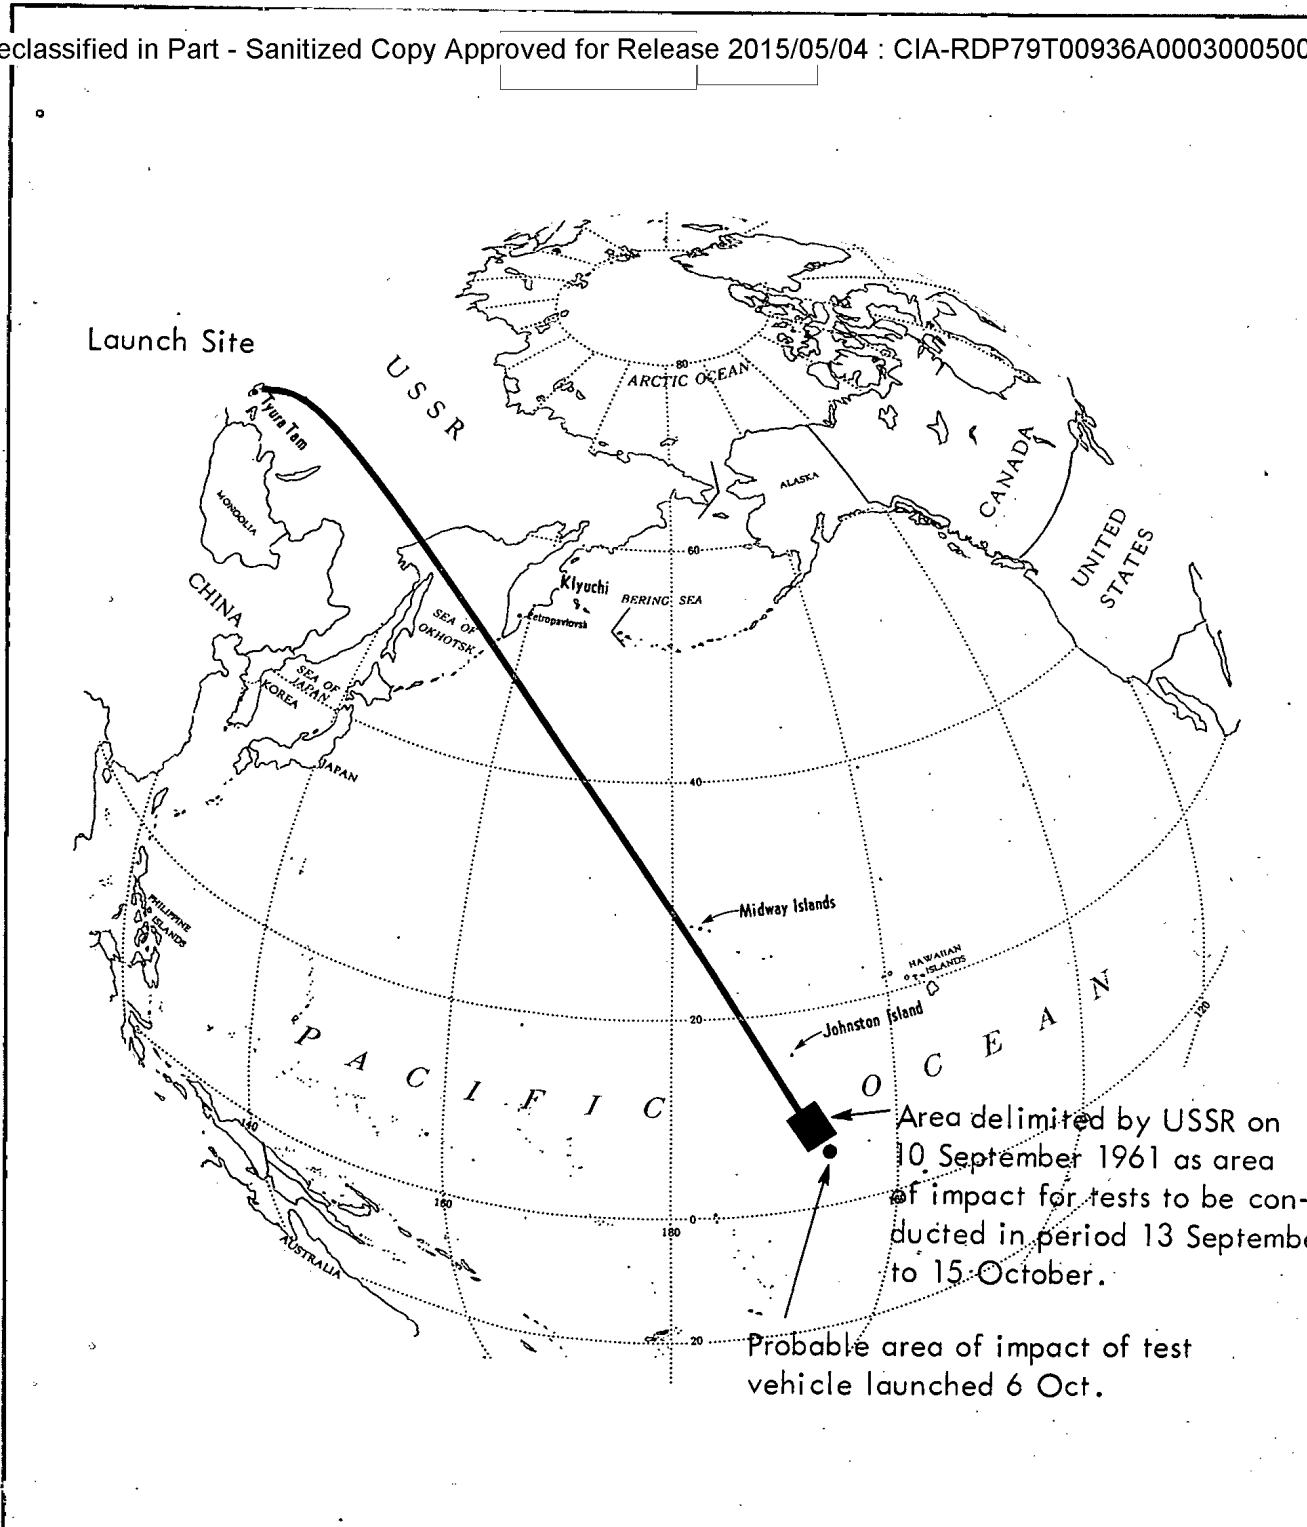 eclassified in Part - Sanitized Copy Approved for Release 2015/05/04 : CIA-RDP79T00936A0003000500
Launch Site
Tyura Tam
USSR
80
ARCTIC OCEAN
ALASKA
CANADA
UNITED
STATES
MONGOLIA
CHINA
60
Klyuchi
BERING SEA
Petropavlovsk
SEA OF
OKHOTSK
SEA OF
JAPAN
KOREA
JAPAN
40
PHILIPPINE
ISLANDS
Midway Islands
HAWAIIAN
ISLANDS
20
Johnston Island
120
PACIFIC
OCEAN
140
160
180
0
160
AUSTRALIA
20
Area delimited by USSR on
10 September 1961 as area
of impact for tests to be con-
ducted in period 13 Septembe
to 15 October.
Probable area of impact of test
vehicle launched 6 Oct.